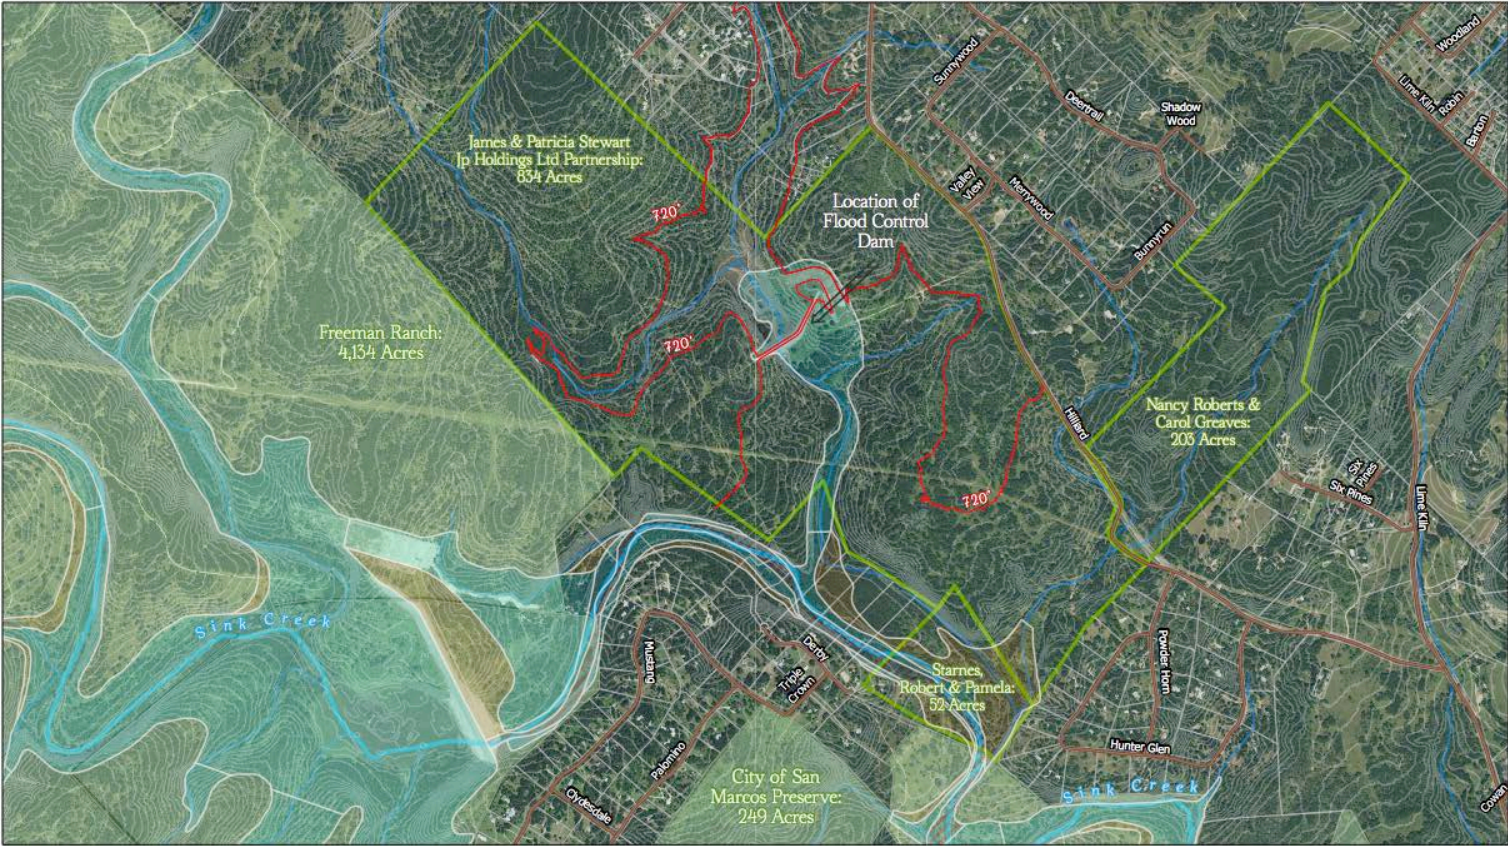 Woodland
Sunnywood
Deertrail
Lime Kiln
Robin
Barton
Shadow
Wood
James & Patricia Stewart
Jp Holdings Ltd Partnership:
834 Acres
Valley
View
Merrywood
Location of
Flood Control
Dam
720'
Bunnyrun
Freeman Ranch:
4,134 Acres
720'
Hilliard
Nancy Roberts &
Carol Greaves:
203 Acres
Six
Pines
Six Pines
Lime Kiln
720'
Sink Creek
Mustang
Derby
Triple
Crown
Starnes,
Robert & Pamela:
52 Acres
Powder Horn
Hunter Glen
Palomino
Clydesdale
City of San
Marcos Preserve:
249 Acres
Sink Creek
Cowan